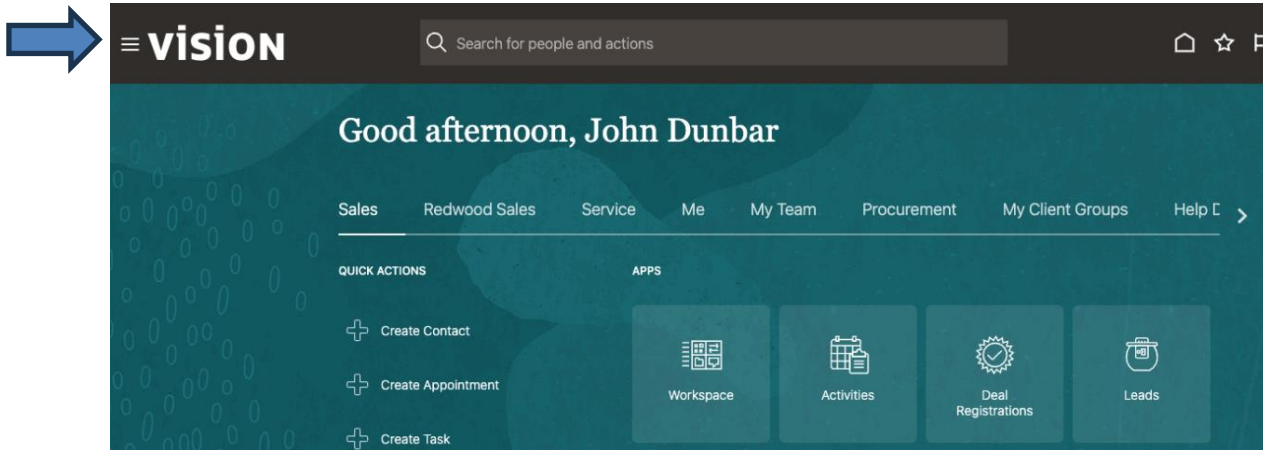 vision
Search for people and actions
Good afternoon, John Dunbar
Sales Redwood Sales Service Me My Team Procurement My Client Groups Help D
QUICK ACTIONS APPS
Create Contact
Create Appointment
Create Task
Workspace Activities Deal Registrations Leads